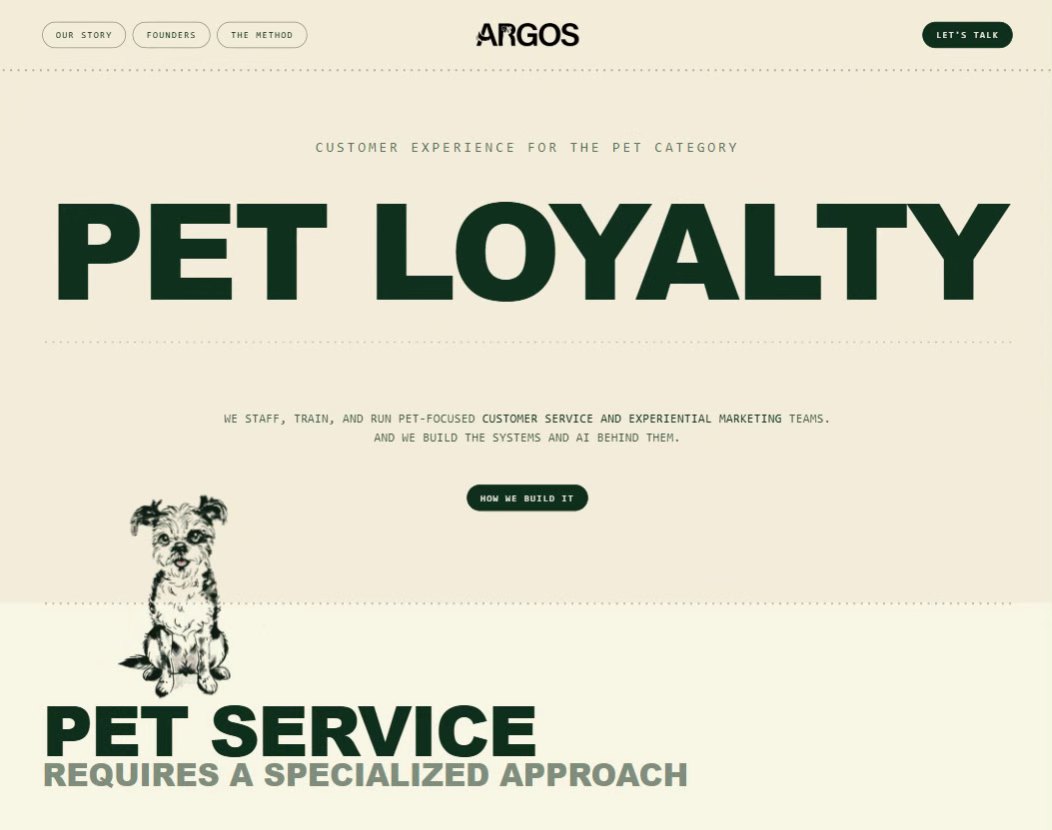 OUR STORY
FOUNDERS
THE METHOD
ARGOS
LET'S TALK
CUSTOMER EXPERIENCE FOR THE PET CATEGORY
PET LOYALTY
WE STAFF, TRAIN, AND RUN PET-FOCUSED CUSTOMER SERVICE AND EXPERIENTIAL MARKETING TEAMS.
AND WE BUILD THE SYSTEMS AND AI BEHIND THEM.
HOW WE BUILD IT
PET SERVICE
REQUIRES A SPECIALIZED APPROACH